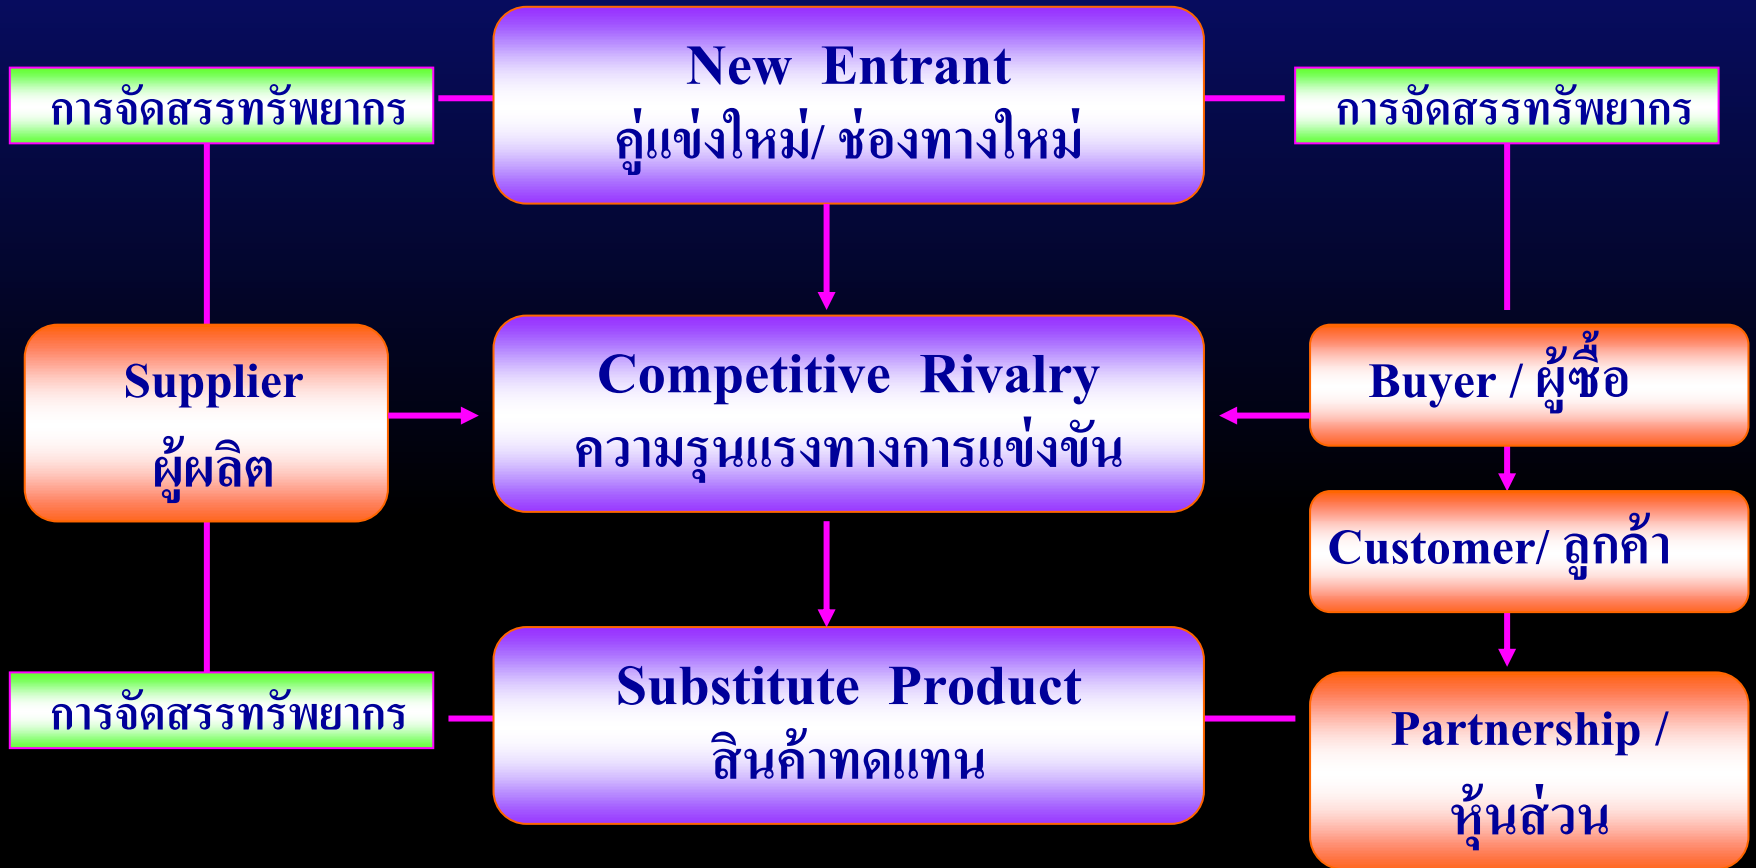 New Entrant
คู่แข่งใหม่/ ช่องทางใหม่
การจัดสรรทรัพยากร
การจัดสรรทรัพยากร
Supplier
ผู้ผลิต
Competitive Rivalry
ความรุนแรงทางการแข่งขัน
Buyer / ผู้ซื้อ
Customer/ ลูกค้า
การจัดสรรทรัพยากร
Substitute Product
สินค้าทดแทน
Partnership /
หุ้นส่วน